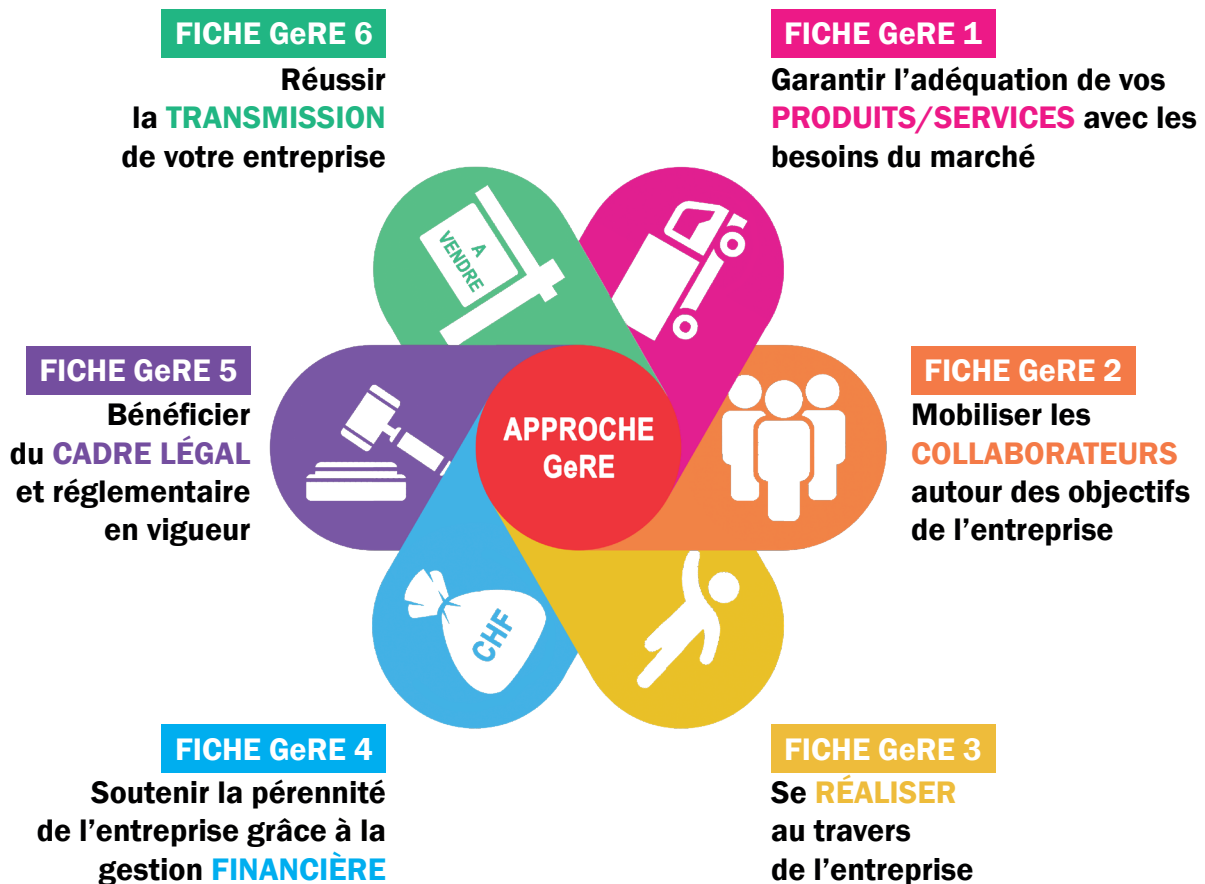 FICHE GeRE 6
Réussir
la TRANSMISSION
de votre entreprise
FICHE GeRE 1
Garantir l’adéquation de vos
PRODUITS/SERVICES avec les
besoins du marché
A
VENDRE
FICHE GeRE 5
Bénéficier
du CADRE LÉGAL
et réglementaire
en vigueur
APPROCHE
GeRE
FICHE GeRE 2
Mobiliser les
COLLABORATEURS
autour des objectifs
de l’entreprise
CHF
FICHE GeRE 4
Soutenir la pérennité
de l’entreprise grâce à la
gestion FINANCIÈRE
FICHE GeRE 3
Se RÉALISER
au travers
de l’entreprise